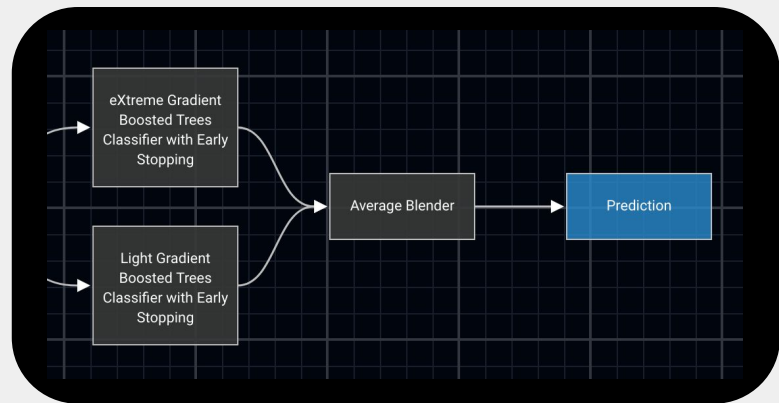 eXtreme Gradient
Boosted Trees
Classifier with Early
Stopping
Light Gradient
Boosted Trees
Classifier with Early
Stopping
Average Blender
Prediction